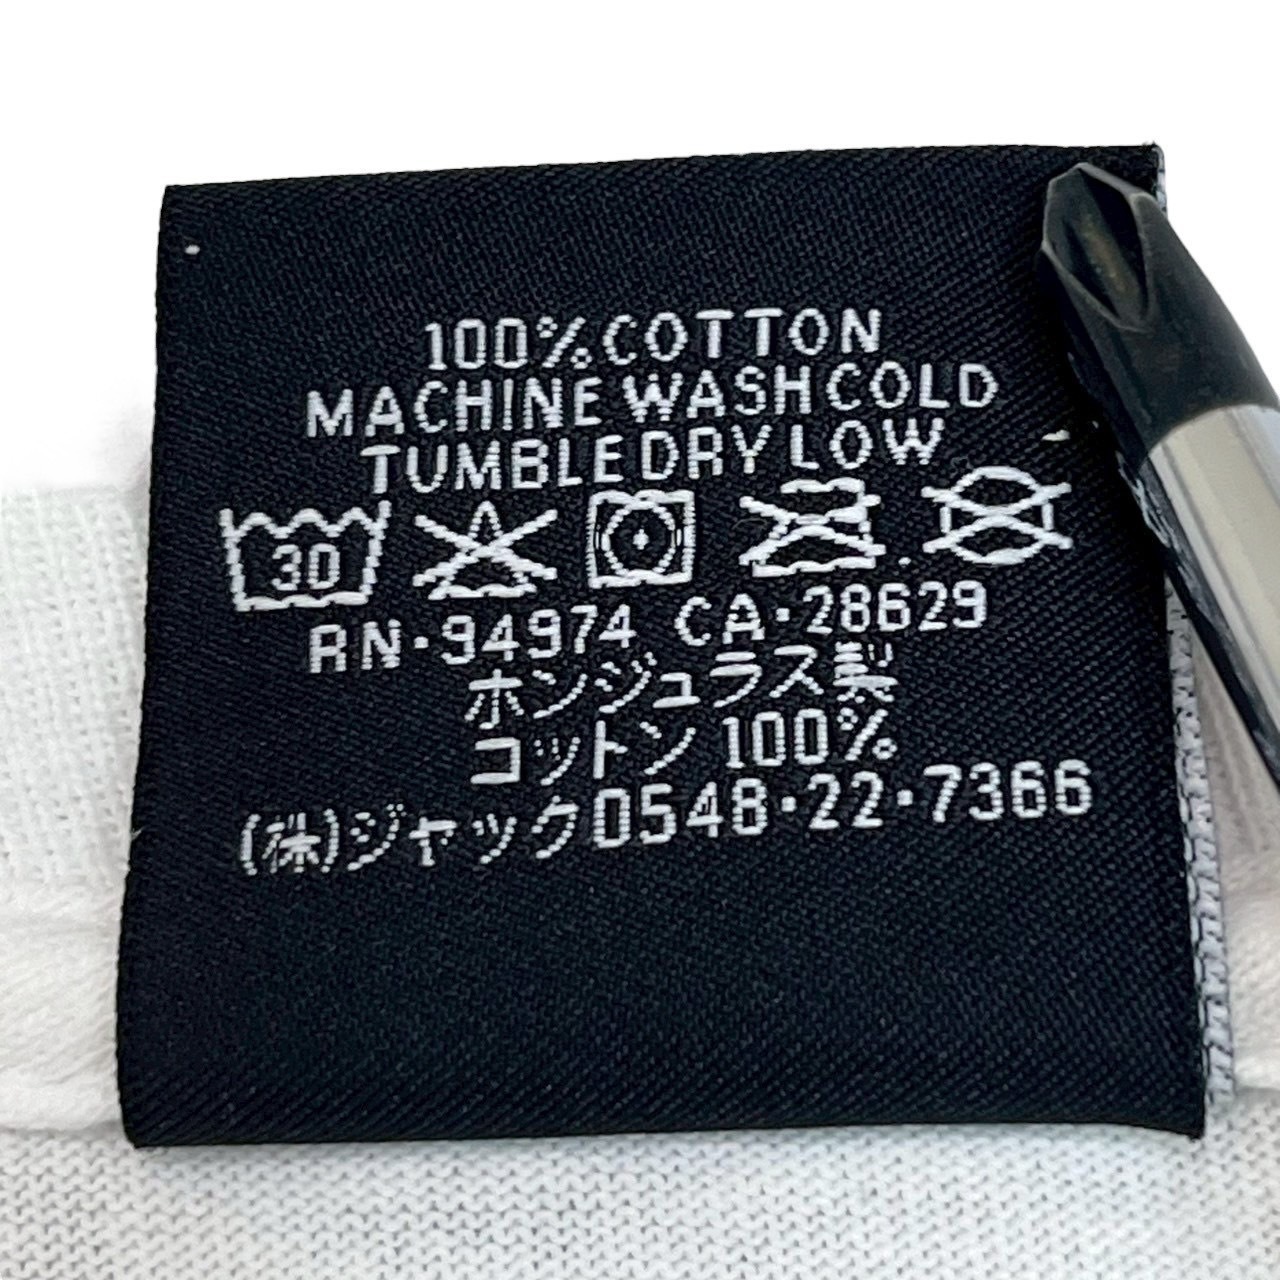 100% COTTON
MACHINE WASH COLD
TUMBLE DRY LOW
30
RN·94974 CA·28629
ホンジュラス製
コットン 100%
(株)ジャック0548·22·7366